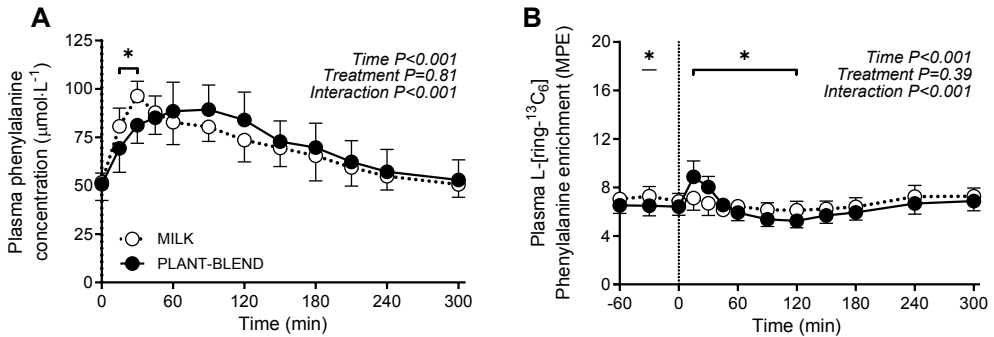 A
Plasma phenylalanine
concentration (μmol·L⁻¹)
125
100
75
50
25
0
*
Time P<0.001
Treatment P=0.81
Interaction P<0.001
MILK
PLANT-BLEND
0 60 120 180 240 300
Time (min)
B
Plasma L-[ring-¹³C₆]
Phenylalanine enrichment (MPE)
20
16
12
8
4
0
* *
Time P<0.001
Treatment P=0.39
Interaction P<0.001
-60 0 60 120 180 240 300
Time (min)